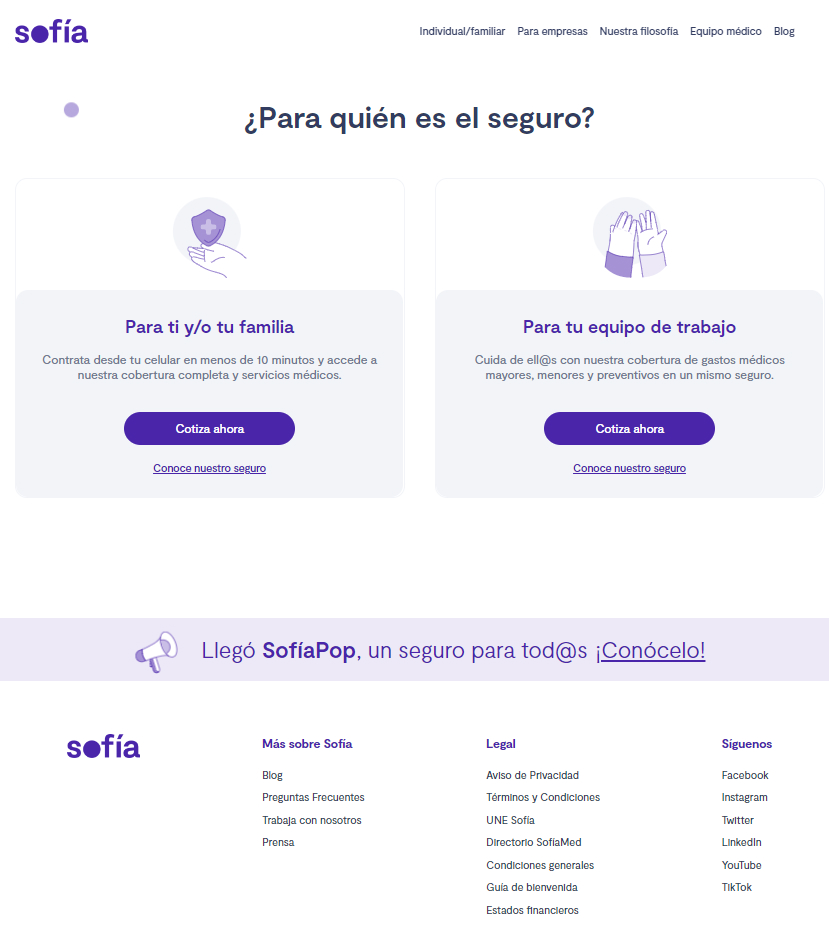 sofía
Individual/familiar Para empresas Nuestra filosofía Equipo médico Blog
¿Para quién es el seguro?
Para ti y/o tu familia
Contrata desde tu celular en menos de 10 minutos y accede a
nuestra cobertura completa y servicios médicos.
Cotiza ahora
Conoce nuestro seguro
Para tu equipo de trabajo
Cuida de ell@s con nuestra cobertura de gastos médicos
mayores, menores y preventivos en un mismo seguro.
Cotiza ahora
Conoce nuestro seguro
Llegó SofíaPop, un seguro para tod@s ¡Conócelo!
sofía
Más sobre Sofía
Blog
Preguntas Frecuentes
Trabaja con nosotros
Prensa
Legal
Aviso de Privacidad
Términos y Condiciones
UNE Sofía
Directorio SofíaMed
Condiciones generales
Guía de bienvenida
Estados financieros
Síguenos
Facebook
Instagram
Twitter
LinkedIn
YouTube
TikTok